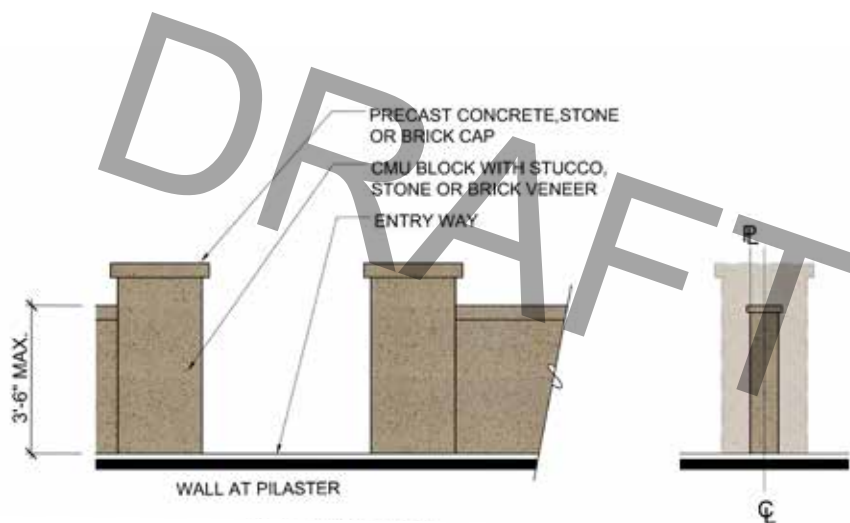 DRAFT
PRECAST CONCRETE,STONE
OR BRICK CAP
CMU BLOCK WITH STUCCO,
STONE OR BRICK VENEER
ENTRY WAY
PL
3'-6" MAX.
WALL AT PILASTER
CL